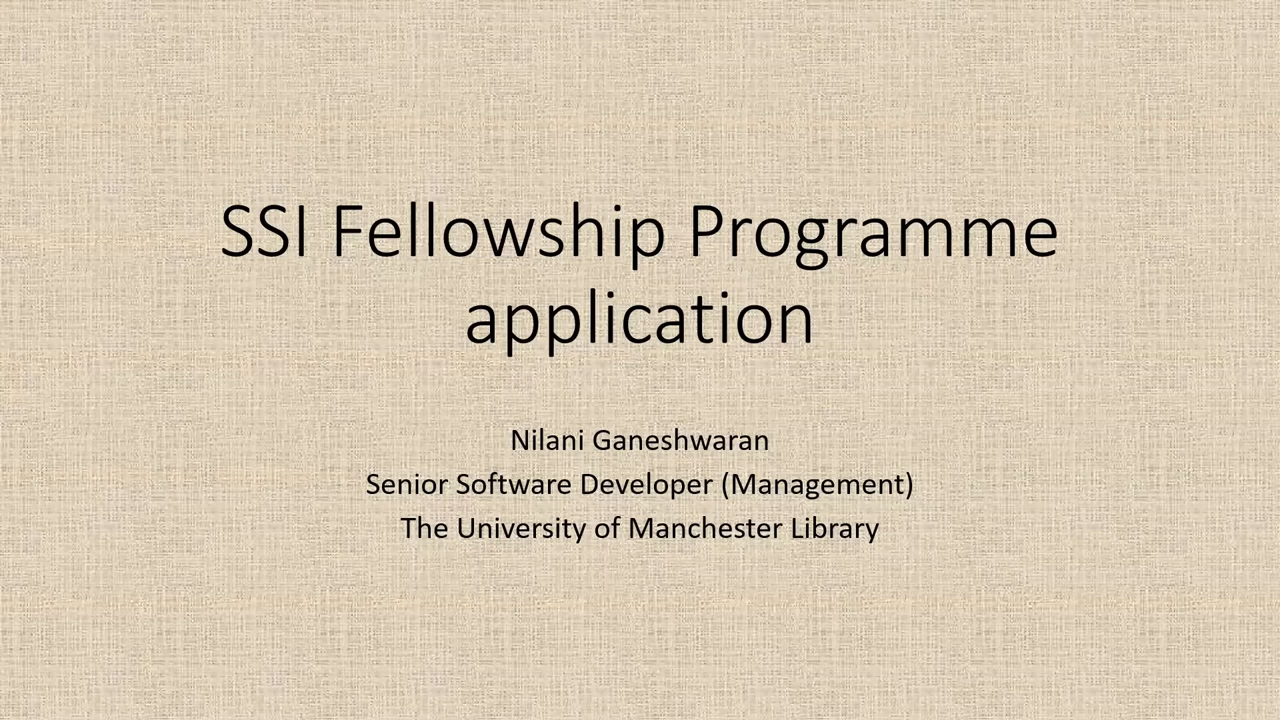 SSI Fellowship Programme
application
Nilani Ganeshwaran
Senior Software Developer (Management)
The University of Manchester Library